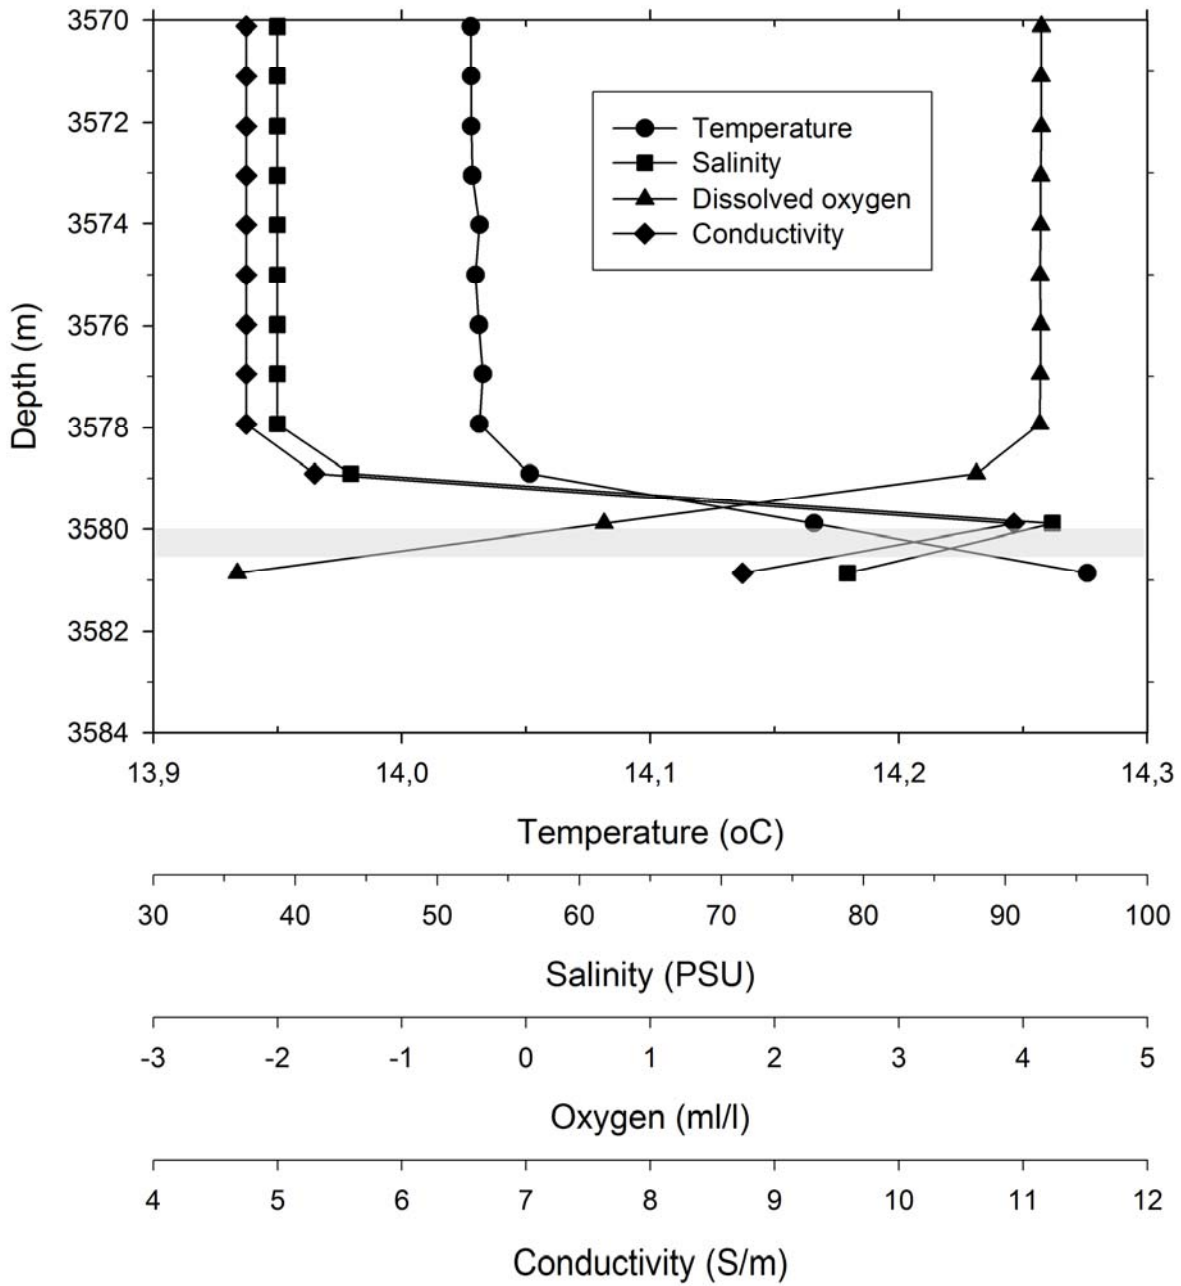 3570
3572
3574
3576
3578
3580
3582
3584
Depth (m)
Temperature
Salinity
Dissolved oxygen
Conductivity
13,9 14,0 14,1 14,2 14,3
Temperature (oC)
30 40 50 60 70 80 90 100
Salinity (PSU)
-3 -2 -1 0 1 2 3 4 5
Oxygen (ml/l)
4 5 6 7 8 9 10 11 12
Conductivity (S/m)